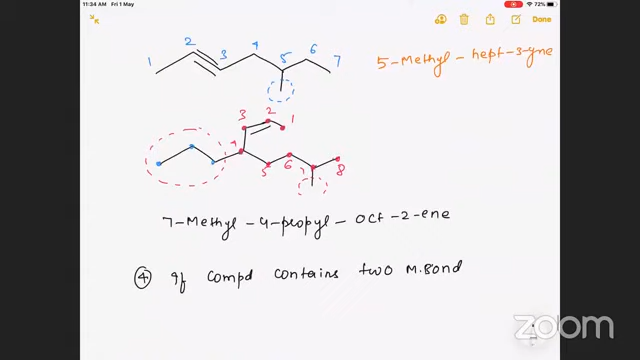 11:34 AM Fri 1 May
Done
1 2 3 4 5 6 7
5-Methyl-hept-3-yne
3 2 1
4 5 6 7 8
7-Methyl-4-propyl-oct-2-ene
④ If compd contains two M.Bond
zoom